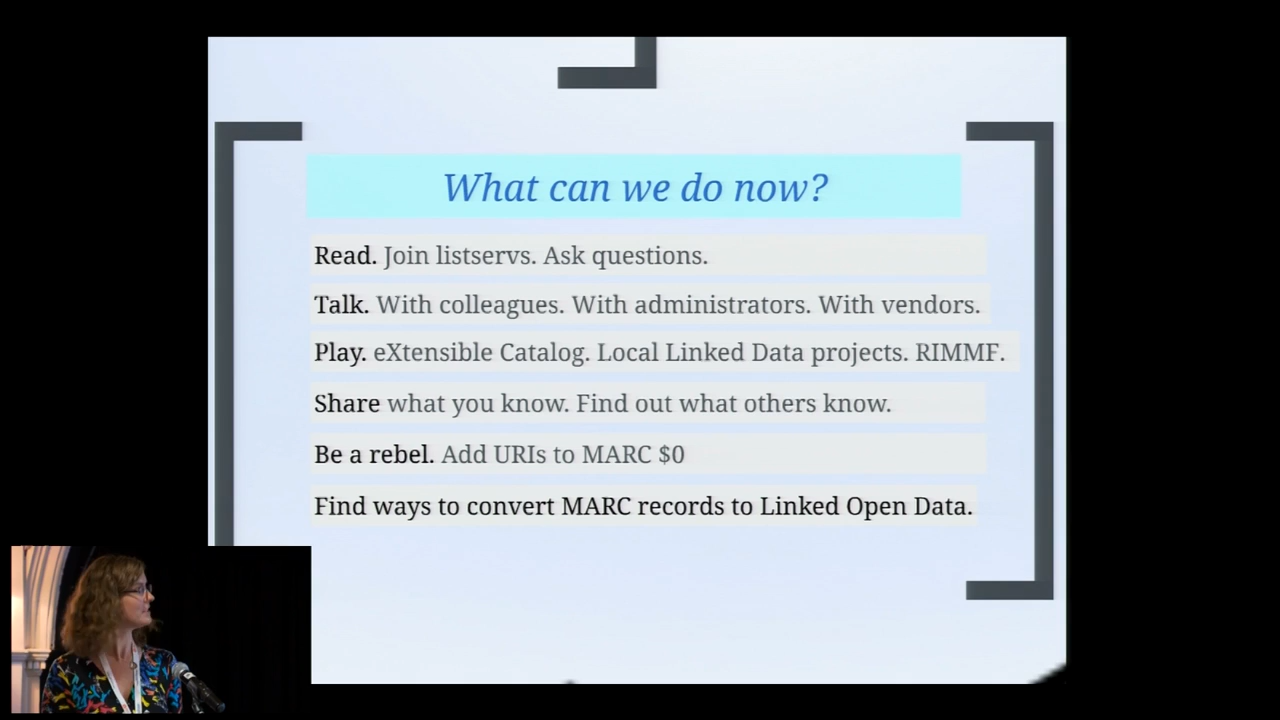 What can we do now?
Read. Join listservs. Ask questions.
Talk. With colleagues. With administrators. With vendors.
Play. eXtensible Catalog. Local Linked Data projects. RIMMF.
Share what you know. Find out what others know.
Be a rebel. Add URIs to MARC $0
Find ways to convert MARC records to Linked Open Data.